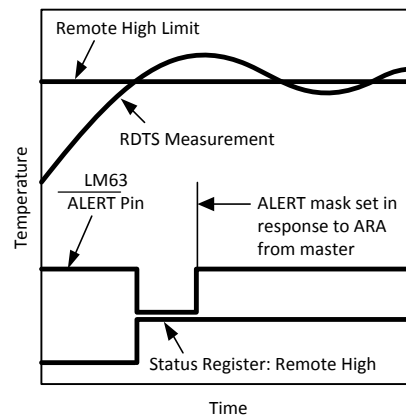 Remote High Limit
RDTS Measurement
LM63
ALERT Pin
ALERT mask set in
response to ARA
from master
Status Register: Remote High
Temperature
Time